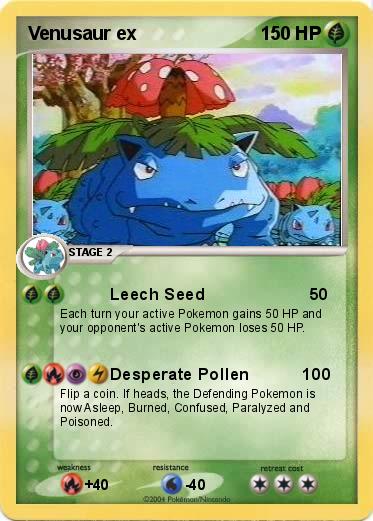 Venusaur ex 150 HP
STAGE 2
Leech Seed 50
Each turn your active Pokemon gains 50 HP and
your opponent's active Pokemon loses 50 HP.
Desperate Pollen 100
Flip a coin. If heads, the Defending Pokemon is
now Asleep, Burned, Confused, Paralyzed and
Poisoned.
weakness resistance retreat cost
+40 -40
©2004 Pokémon/Nintendo